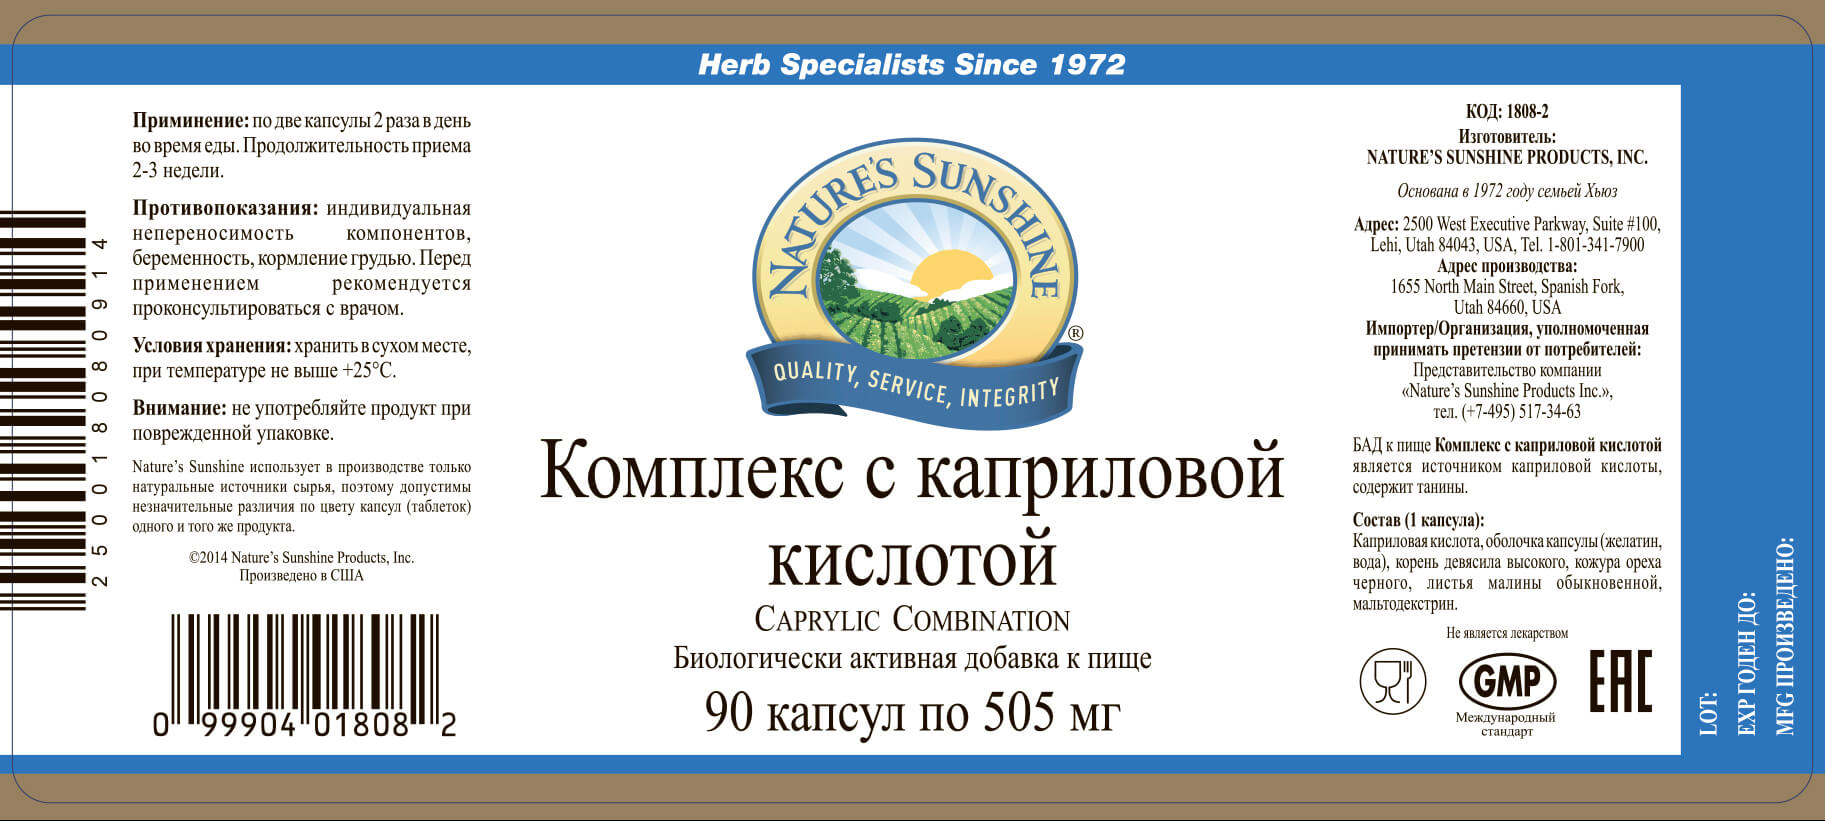 Herb Specialists Since 1972
Приминение: по две капсулы 2 раза в день
во время еды. Продолжительность приема
2-3 недели.
Противопоказания: индивидуальная
непереносимость компонентов,
беременность, кормление грудью. Перед
применением рекомендуется
проконсультироваться с врачом.
Условия хранения: хранить в сухом месте,
при температуре не выше +25°С.
Внимание: не употребляйте продукт при
поврежденной упаковке.
Nature's Sunshine использует в производстве только
натуральные источники сырья, поэтому допустимы
незначительные различия по цвету капсул (таблеток)
одного и того же продукта.
©2014 Nature's Sunshine Products, Inc.
Произведено в США
250018080914
0 99904 01808 2
NATURE'S SUNSHINE
®
QUALITY, SERVICE, INTEGRITY
Комплекс с каприловой
кислотой
CAPRYLIC COMBINATION
Биологически активная добавка к пище
90 капсул по 505 мг
КОД: 1808-2
Изготовитель:
NATURE'S SUNSHINE PRODUCTS, INC.
Основана в 1972 году семьей Хьюз
Адрес: 2500 West Executive Parkway, Suite #100,
Lehi, Utah 84043, USA, Tel. 1-801-341-7900
Адрес производства:
1655 North Main Street, Spanish Fork,
Utah 84660, USA
Импортер/Организация, уполномоченная
принимать претензии от потребителей:
Представительство компании
«Nature's Sunshine Products Inc.»,
тел. (+7-495) 517-34-63
БАД к пище Комплекс с каприловой кислотой
является источником каприловой кислоты,
содержит танины.
Состав (1 капсула):
Каприловая кислота, оболочка капсулы (желатин,
вода), корень девясила высокого, кожура ореха
черного, листья малины обыкновенной,
мальтодекстрин.
Не является лекарством
GMP
Международный
стандарт
EAC
LOT:
EXP ГОДЕН ДО:
MFG ПРОИЗВЕДЕНО: